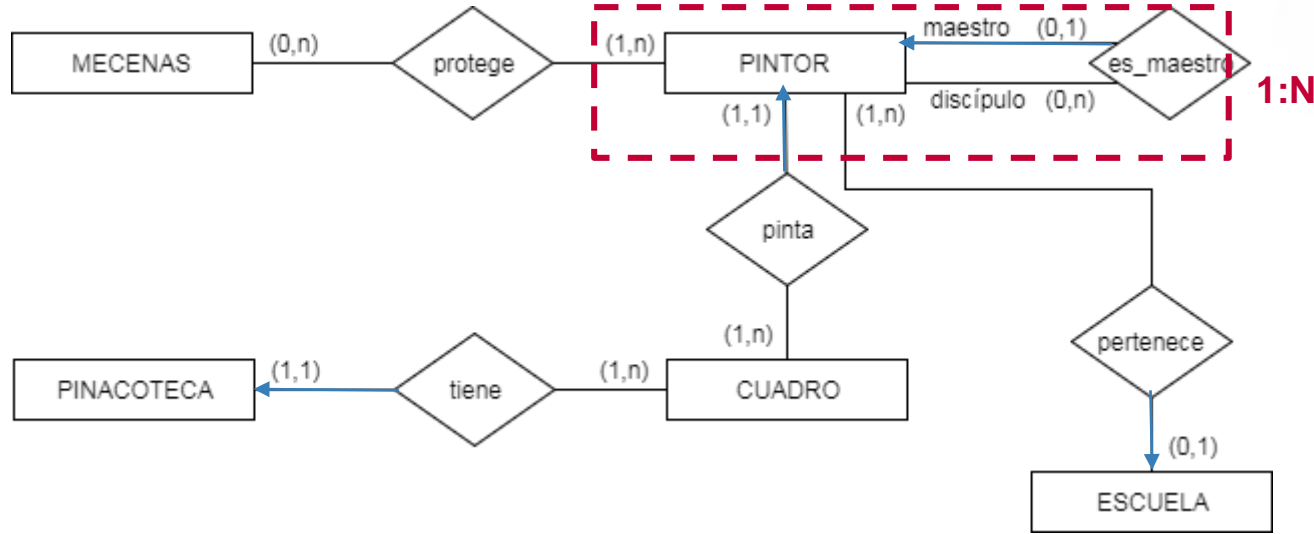 maestro (0,1)
(0,n) (1,n)
MECENAS protege PINTOR es_maestro
1:N
discípulo (0,n)
(1,1) (1,n)
pinta
(1,n)
pertenece
(1,1) (1,n)
PINACOTECA tiene CUADRO
(0,1)
ESCUELA